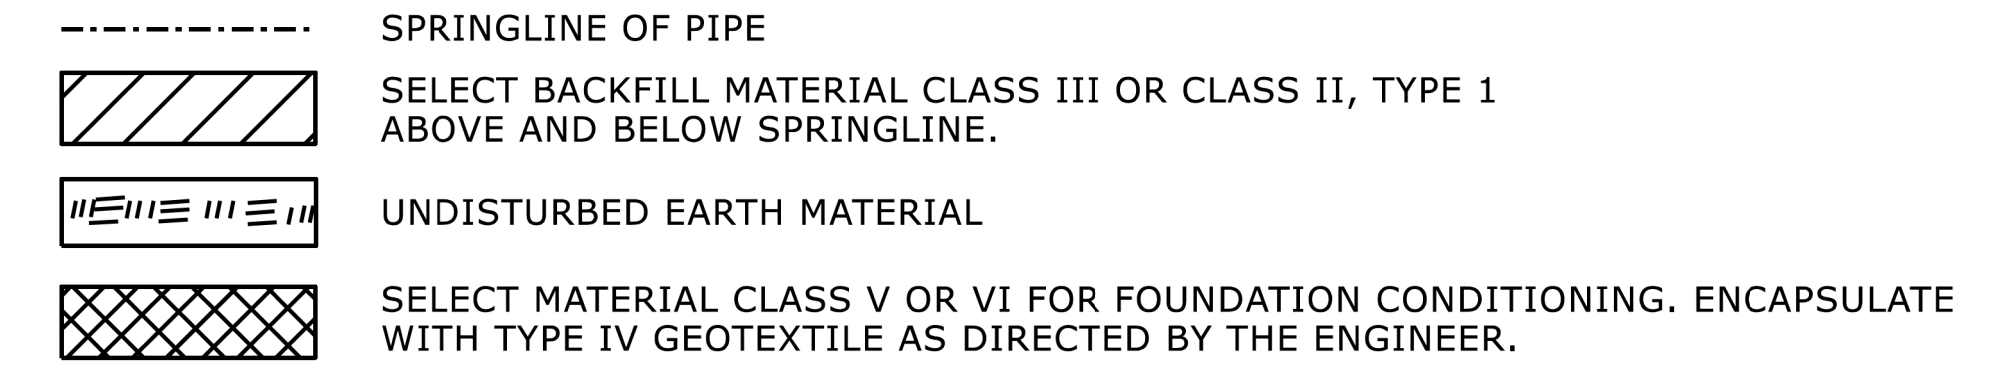 SPRINGLINE OF PIPE
SELECT BACKFILL MATERIAL CLASS III OR CLASS II, TYPE 1
ABOVE AND BELOW SPRINGLINE.
UNDISTURBED EARTH MATERIAL
SELECT MATERIAL CLASS V OR VI FOR FOUNDATION CONDITIONING. ENCAPSULATE
WITH TYPE IV GEOTEXTILE AS DIRECTED BY THE ENGINEER.